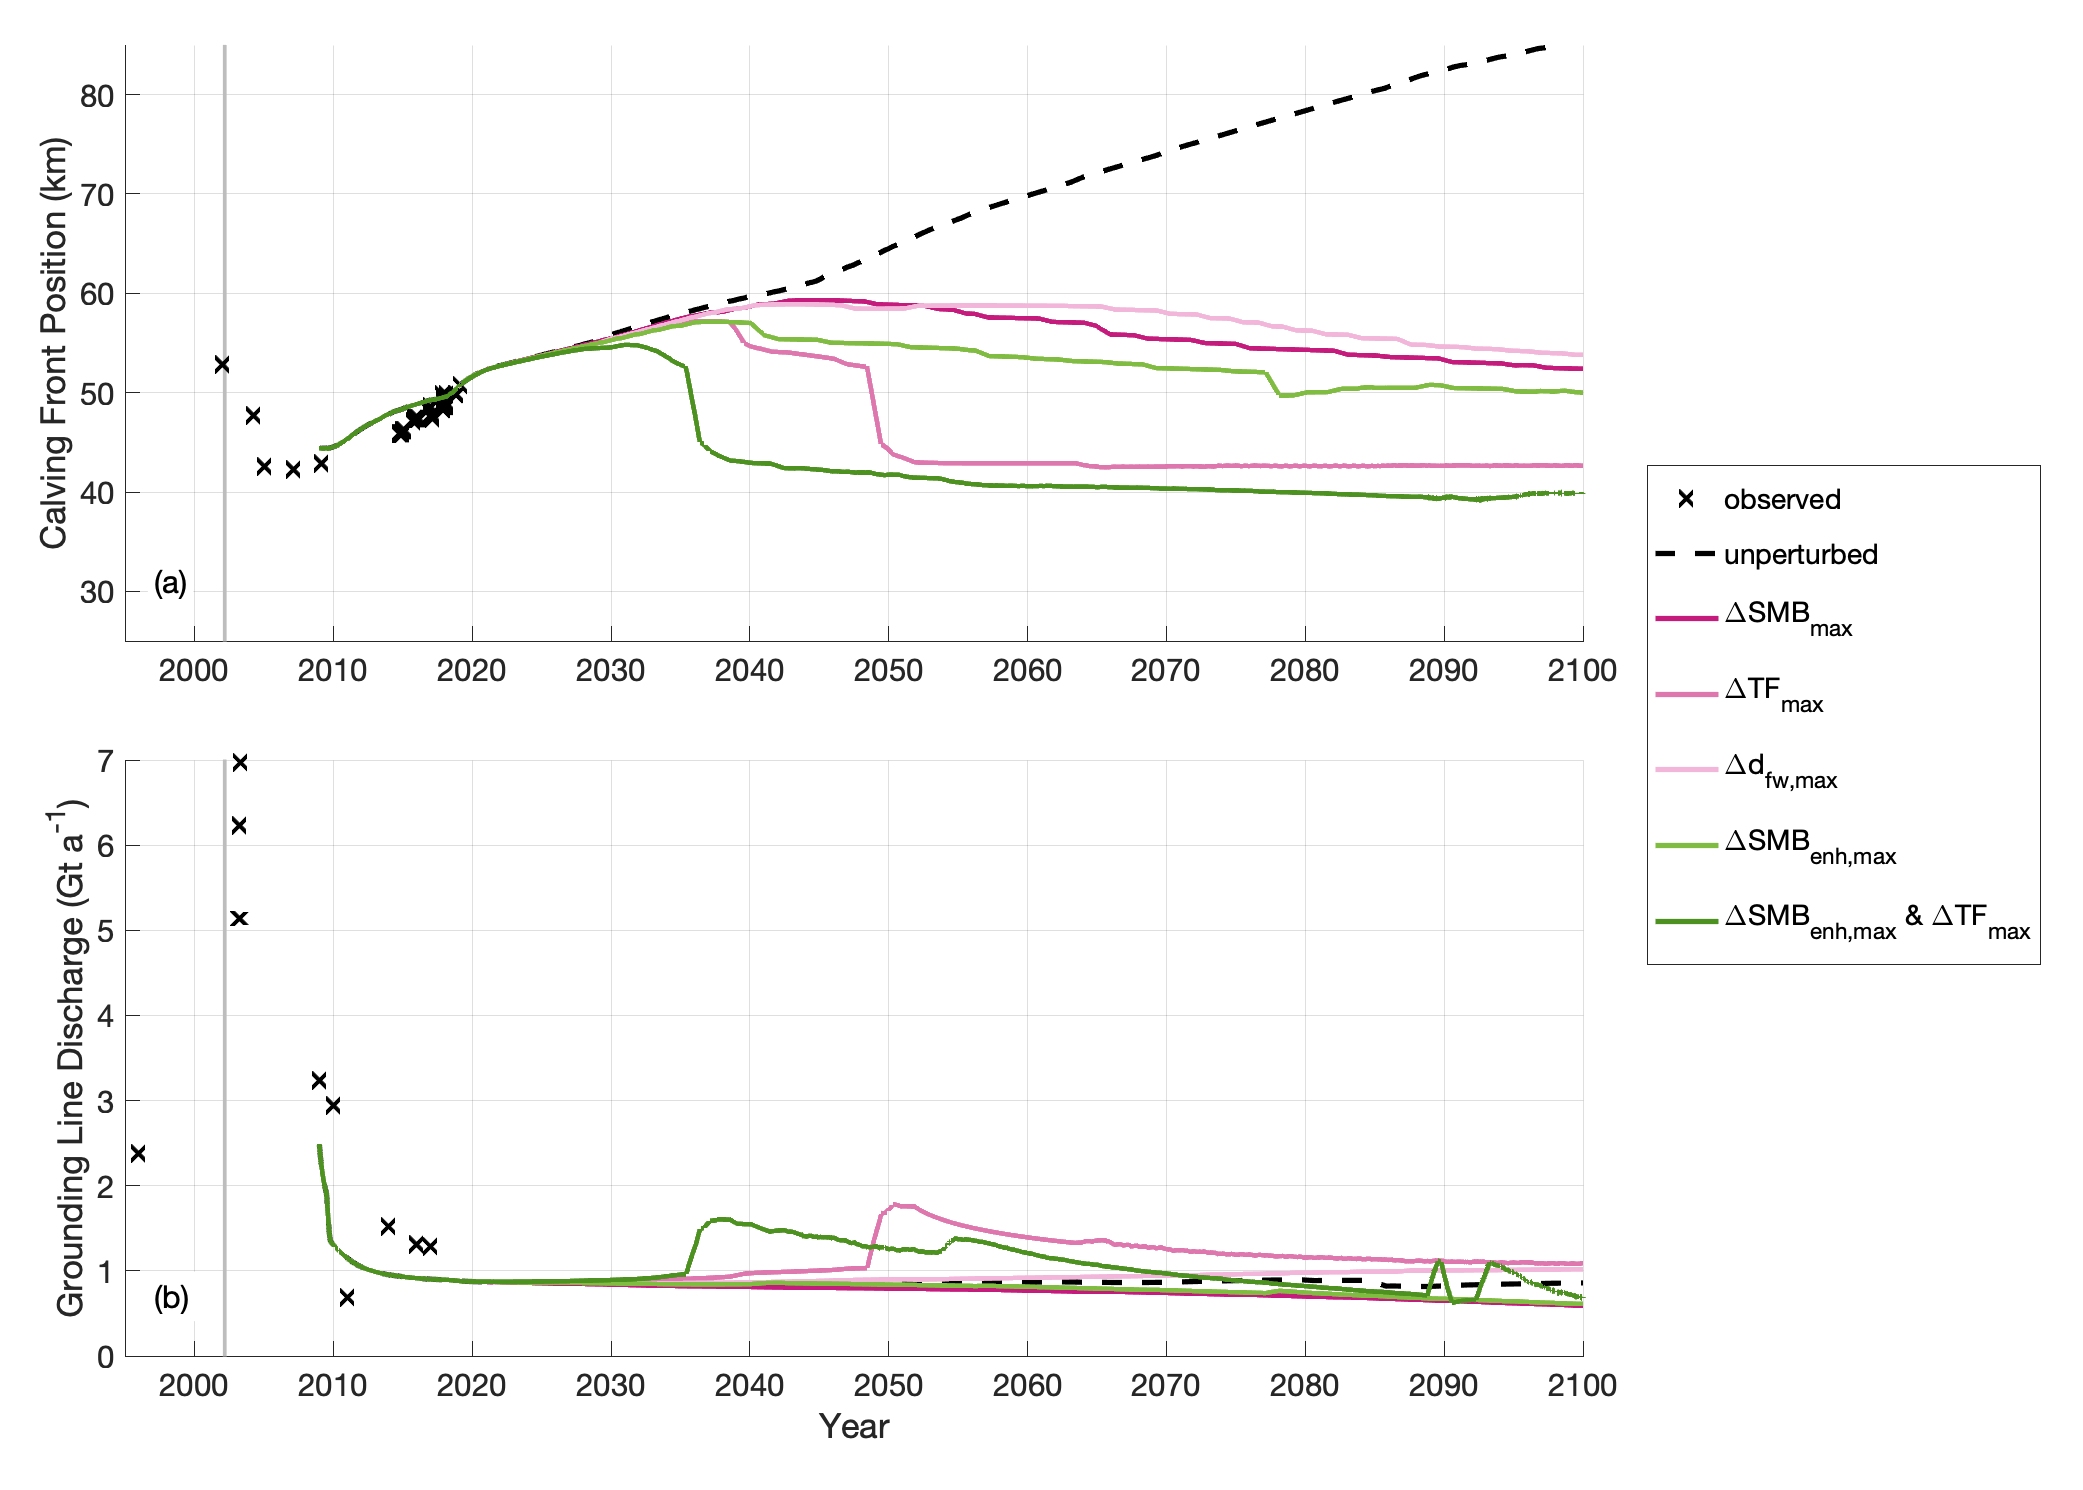 Calving Front Position (km)
80
70
60
50
40
30
(a)
2000 2010 2020 2030 2040 2050 2060 2070 2080 2090 2100
Grounding Line Discharge (Gt a⁻¹)
7
6
5
4
3
2
1
0
(b)
2000 2010 2020 2030 2040 2050 2060 2070 2080 2090 2100
Year
observed
unperturbed
ΔSMBmax
ΔTFmax
Δdfw,max
ΔSMBenh,max
ΔSMBenh,max & ΔTFmax